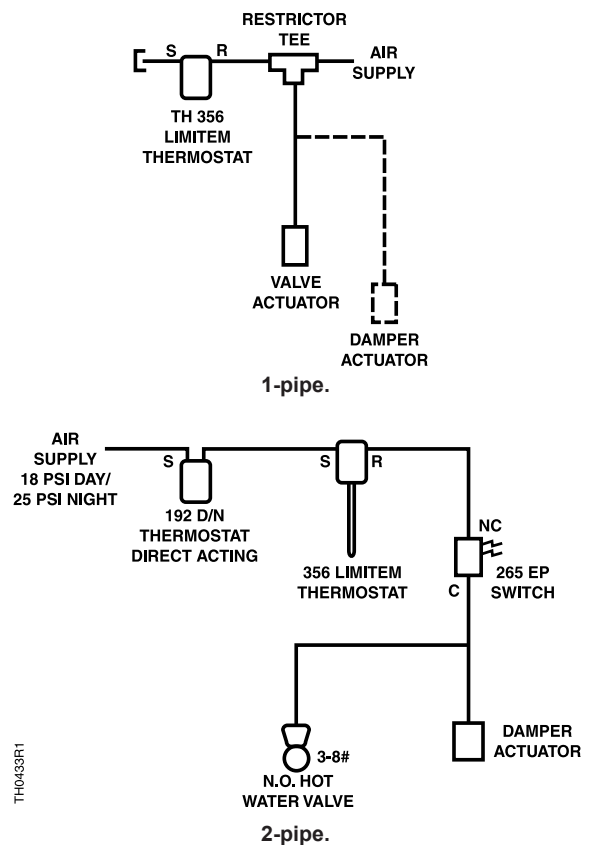 RESTRICTOR
TEE
S
R
AIR
SUPPLY
TH 356
LIMITEM
THERMOSTAT
VALVE
ACTUATOR
DAMPER
ACTUATOR
1-pipe.
AIR
SUPPLY
18 PSI DAY/
25 PSI NIGHT
S
192 D/N
THERMOSTAT
DIRECT ACTING
S
R
356 LIMITEM
THERMOSTAT
NC
265 EP
SWITCH
C
3-8#
N.O. HOT
WATER VALVE
DAMPER
ACTUATOR
TH0433R1
2-pipe.